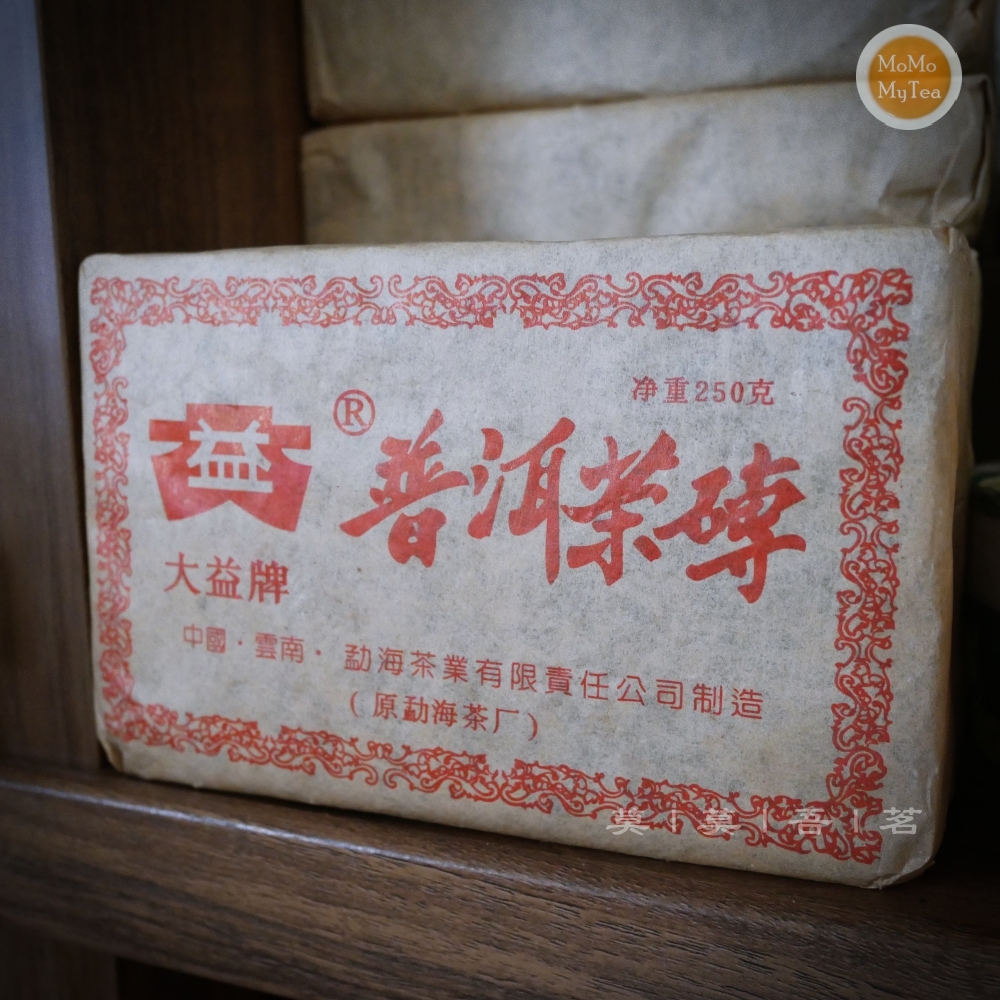 MoMo
MyTea
净重250克
益
®
普洱茶磚
大益牌
中國·雲南·勐海茶業有限責任公司制造
(原勐海茶厂)
莫|莫|吾|茗